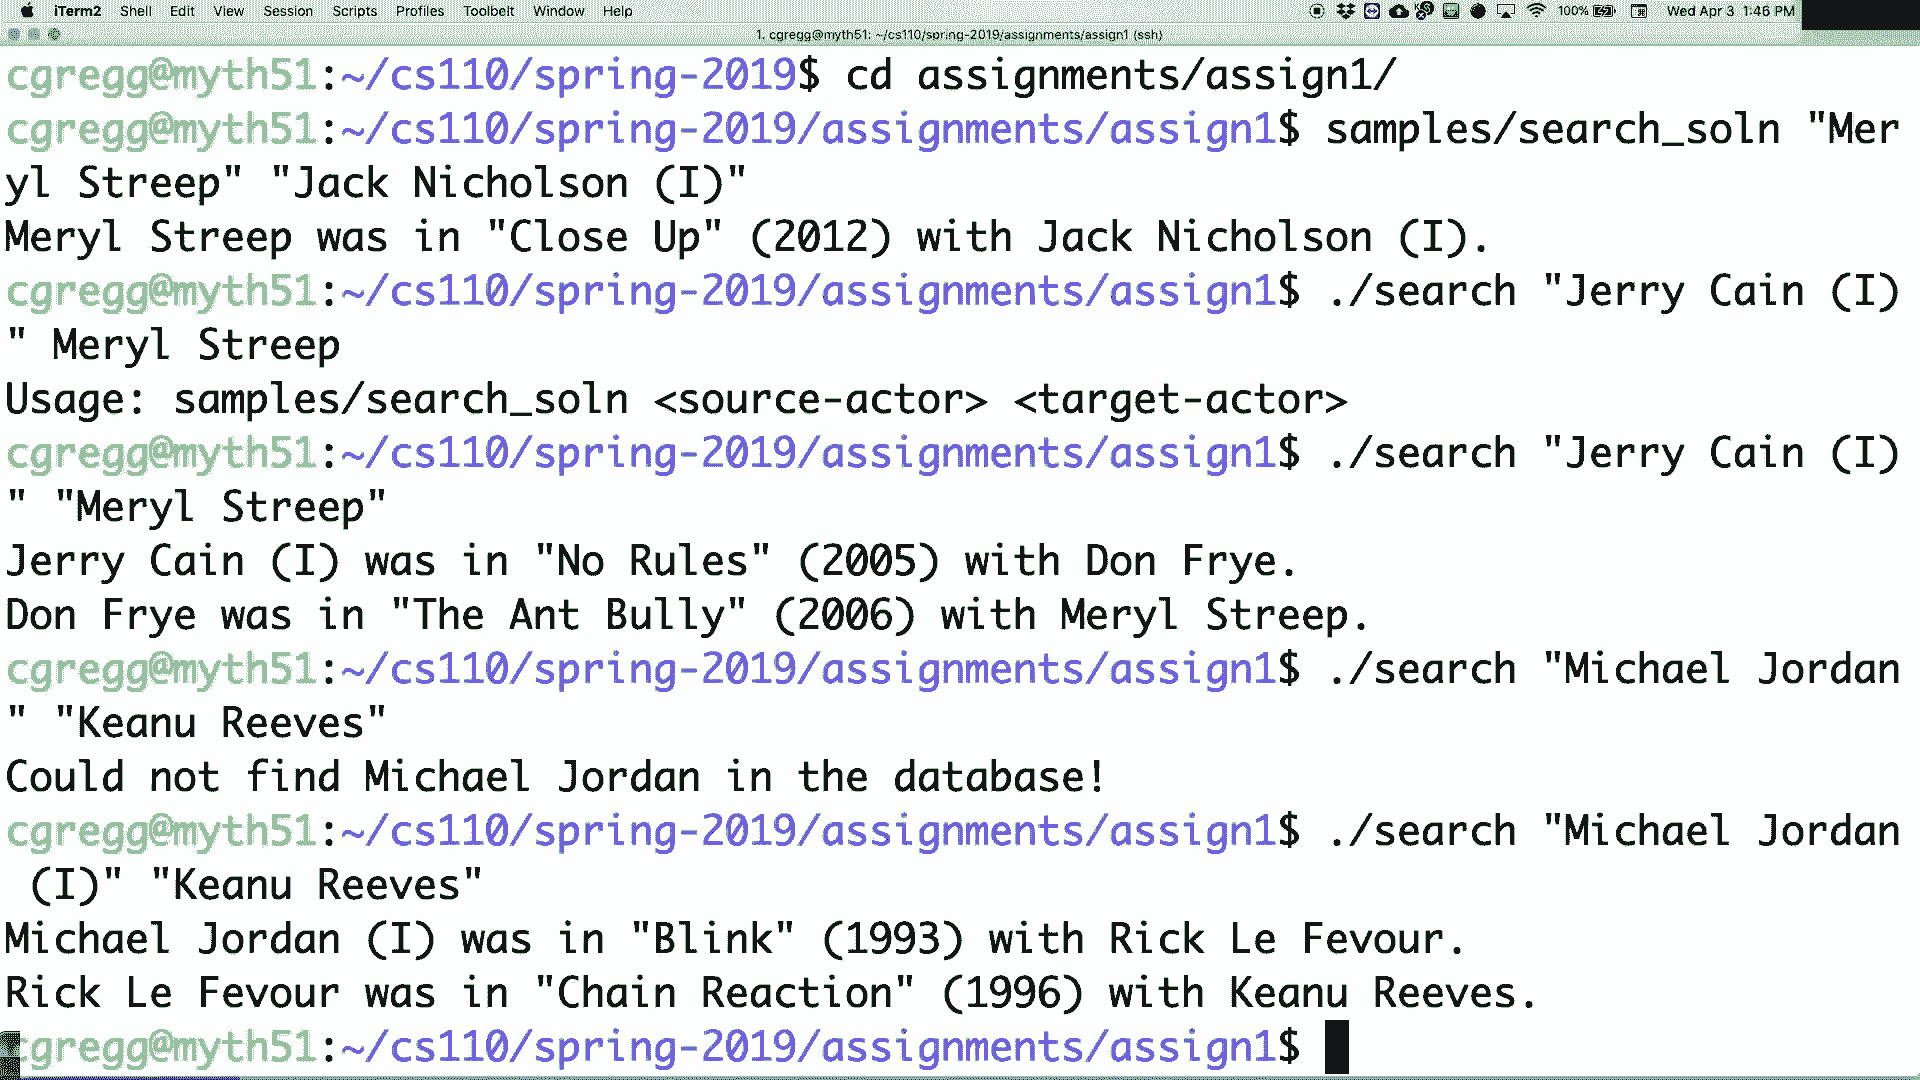 iTerm2 Shell Edit View Session Scripts Profiles Toolbelt Window Help 100% Wed Apr 3 1:46 PM
1. cgregg@myth51: ~/cs110/spring-2019/assignments/assign1 (ssh)
cgregg@myth51:~/cs110/spring-2019$ cd assignments/assign1/
cgregg@myth51:~/cs110/spring-2019/assignments/assign1$ samples/search_soln "Mer
yl Streep" "Jack Nicholson (I)"
Meryl Streep was in "Close Up" (2012) with Jack Nicholson (I).
cgregg@myth51:~/cs110/spring-2019/assignments/assign1$ ./search "Jerry Cain (I)
" Meryl Streep
Usage: samples/search_soln <source-actor> <target-actor>
cgregg@myth51:~/cs110/spring-2019/assignments/assign1$ ./search "Jerry Cain (I)
" "Meryl Streep"
Jerry Cain (I) was in "No Rules" (2005) with Don Frye.
Don Frye was in "The Ant Bully" (2006) with Meryl Streep.
cgregg@myth51:~/cs110/spring-2019/assignments/assign1$ ./search "Michael Jordan
" "Keanu Reeves"
Could not find Michael Jordan in the database!
cgregg@myth51:~/cs110/spring-2019/assignments/assign1$ ./search "Michael Jordan
 (I)" "Keanu Reeves"
Michael Jordan (I) was in "Blink" (1993) with Rick Le Fevour.
Rick Le Fevour was in "Chain Reaction" (1996) with Keanu Reeves.
cgregg@myth51:~/cs110/spring-2019/assignments/assign1$